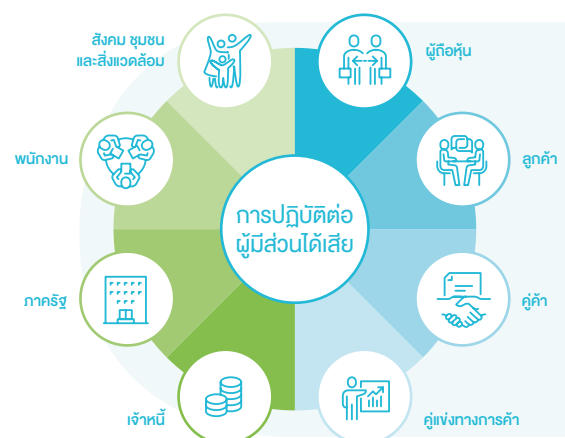 สังคม ชุมชน
และสิ่งแวดล้อม
ผู้ถือหุ้น
พนักงาน
ลูกค้า
การปฏิบัติต่อ
ผู้มีส่วนได้เสีย
ภาครัฐ
คู่ค้า
เจ้าหนี้
คู่แข่งทางการค้า